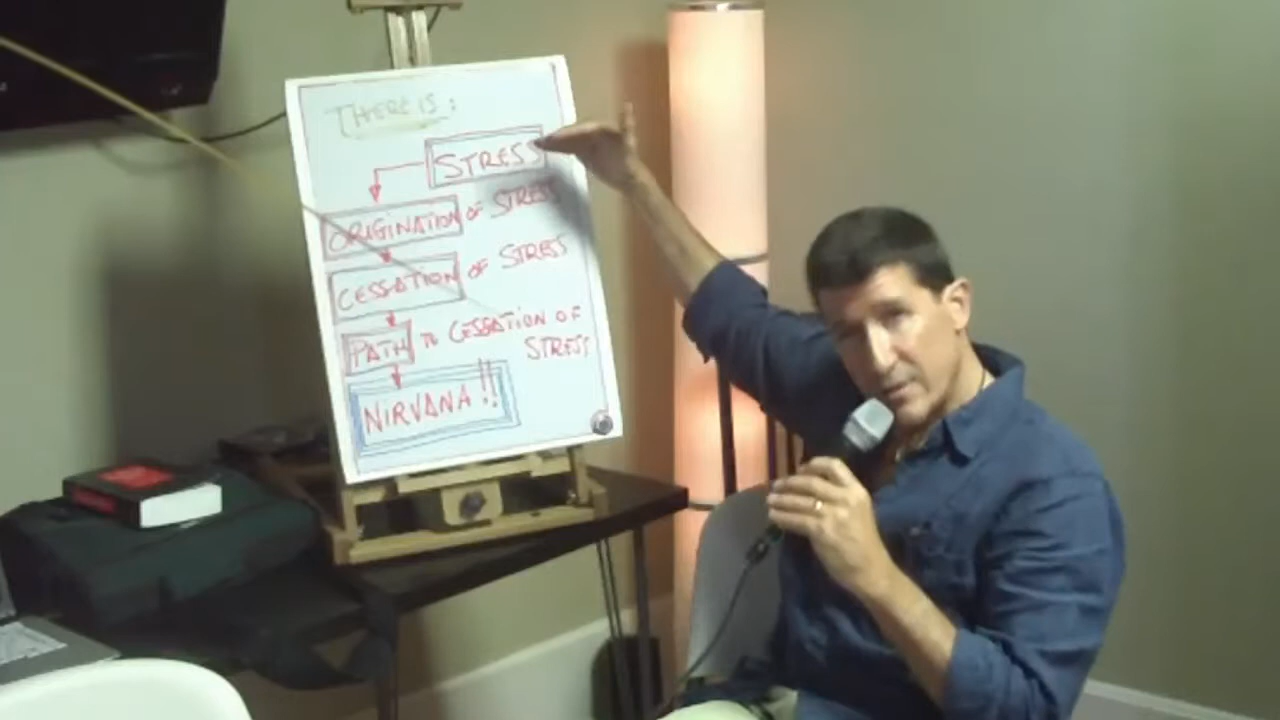 THERE IS:
STRESS
ORIGINATION OF STRESS
CESSATION OF STRESS
PATH TO CESSATION OF
STRESS
NIRVANA!!